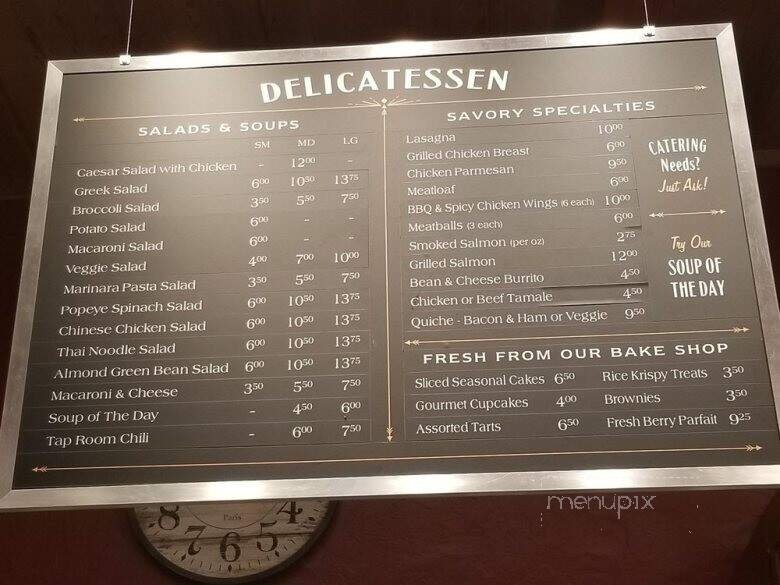 DELICATESSEN
SALADS & SOUPS
SM MD LG
Caesar Salad with Chicken - 12⁰⁰ -
Greek Salad 6⁰⁰ 10⁵⁰ 13⁷⁵
Broccoli Salad 3⁵⁰ 5⁵⁰ 7⁵⁰
Potato Salad 6⁰⁰ - -
Macaroni Salad 6⁰⁰ - -
Veggie Salad 4⁰⁰ 7⁰⁰ 10⁰⁰
Marinara Pasta Salad 3⁵⁰ 5⁵⁰ 7⁵⁰
Popeye Spinach Salad 6⁰⁰ 10⁵⁰ 13⁷⁵
Chinese Chicken Salad 6⁰⁰ 10⁵⁰ 13⁷⁵
Thai Noodle Salad 6⁰⁰ 10⁵⁰ 13⁷⁵
Almond Green Bean Salad 6⁰⁰ 10⁵⁰ 13⁷⁵
Macaroni & Cheese 3⁵⁰ 5⁵⁰ 7⁵⁰
Soup of The Day - 4⁵⁰ 6⁰⁰
Tap Room Chili - 6⁰⁰ 7⁵⁰
SAVORY SPECIALTIES
Lasagna 10⁰⁰
Grilled Chicken Breast 6⁰⁰
Chicken Parmesan 9⁵⁰
Meatloaf 6⁰⁰
BBQ & Spicy Chicken Wings (6 each) 10⁰⁰
Meatballs (3 each) 6⁰⁰
Smoked Salmon (per oz) 2⁷⁵
Grilled Salmon 12⁰⁰
Bean & Cheese Burrito 4⁵⁰
Chicken or Beef Tamale 4⁵⁰
Quiche - Bacon & Ham or Veggie 9⁵⁰
CATERING
Needs?
Just Ask!
Try Our
SOUP OF
THE DAY
FRESH FROM OUR BAKE SHOP
Sliced Seasonal Cakes 6⁵⁰ Rice Krispy Treats 3⁵⁰
Gourmet Cupcakes 4⁰⁰ Brownies 3⁵⁰
Assorted Tarts 6⁵⁰ Fresh Berry Parfait 9²⁵
menupix
Paris
8 7 6 5 4